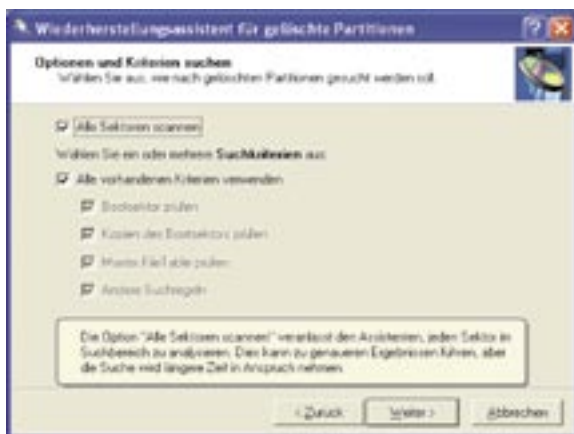 Wiederherstellungsassistent für gelöschte Partitionen
Optionen und Kriterien suchen
Wählen Sie aus, wie nach gelöschten Partitionen gesucht werden soll.
Alle Sektoren scannen
Wählen Sie ein oder mehrere Suchkriterien aus:
Alle vorhandenen Kriterien verwenden
Bootsektor prüfen
Kopien des Bootsektors prüfen
Master File Table prüfen
Andere Suchregeln
Die Option "Alle Sektoren scannen" veranlasst den Assistenten, jeden Sektor im
Suchbereich zu analysieren. Dies kann zu genaueren Ergebnissen führen, aber
die Suche wird längere Zeit in Anspruch nehmen.
< Zurück
Weiter >
Abbrechen